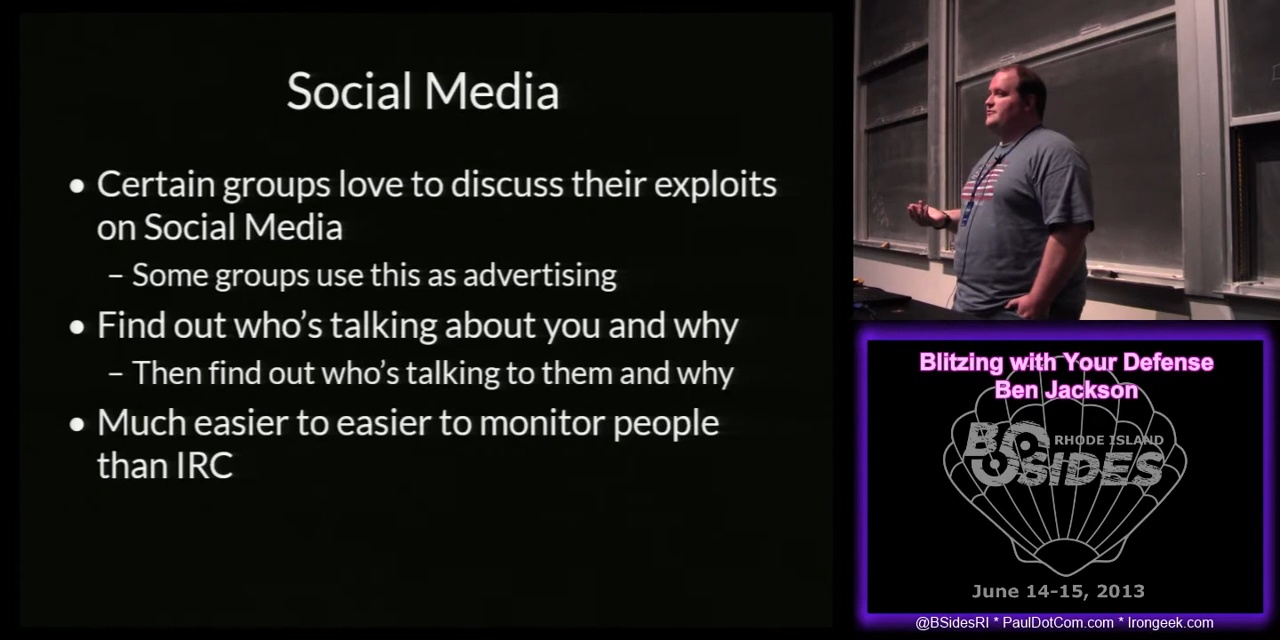 Social Media
• Certain groups love to discuss their exploits
on Social Media
– Some groups use this as advertising
• Find out who's talking about you and why
– Then find out who's talking to them and why
• Much easier to easier to monitor people
than IRC
Blitzing with Your Defense
Ben Jackson
BSIDES
RHODE ISLAND
June 14-15, 2013
@BSidesRI * PaulDotCom.com * Irongeek.com